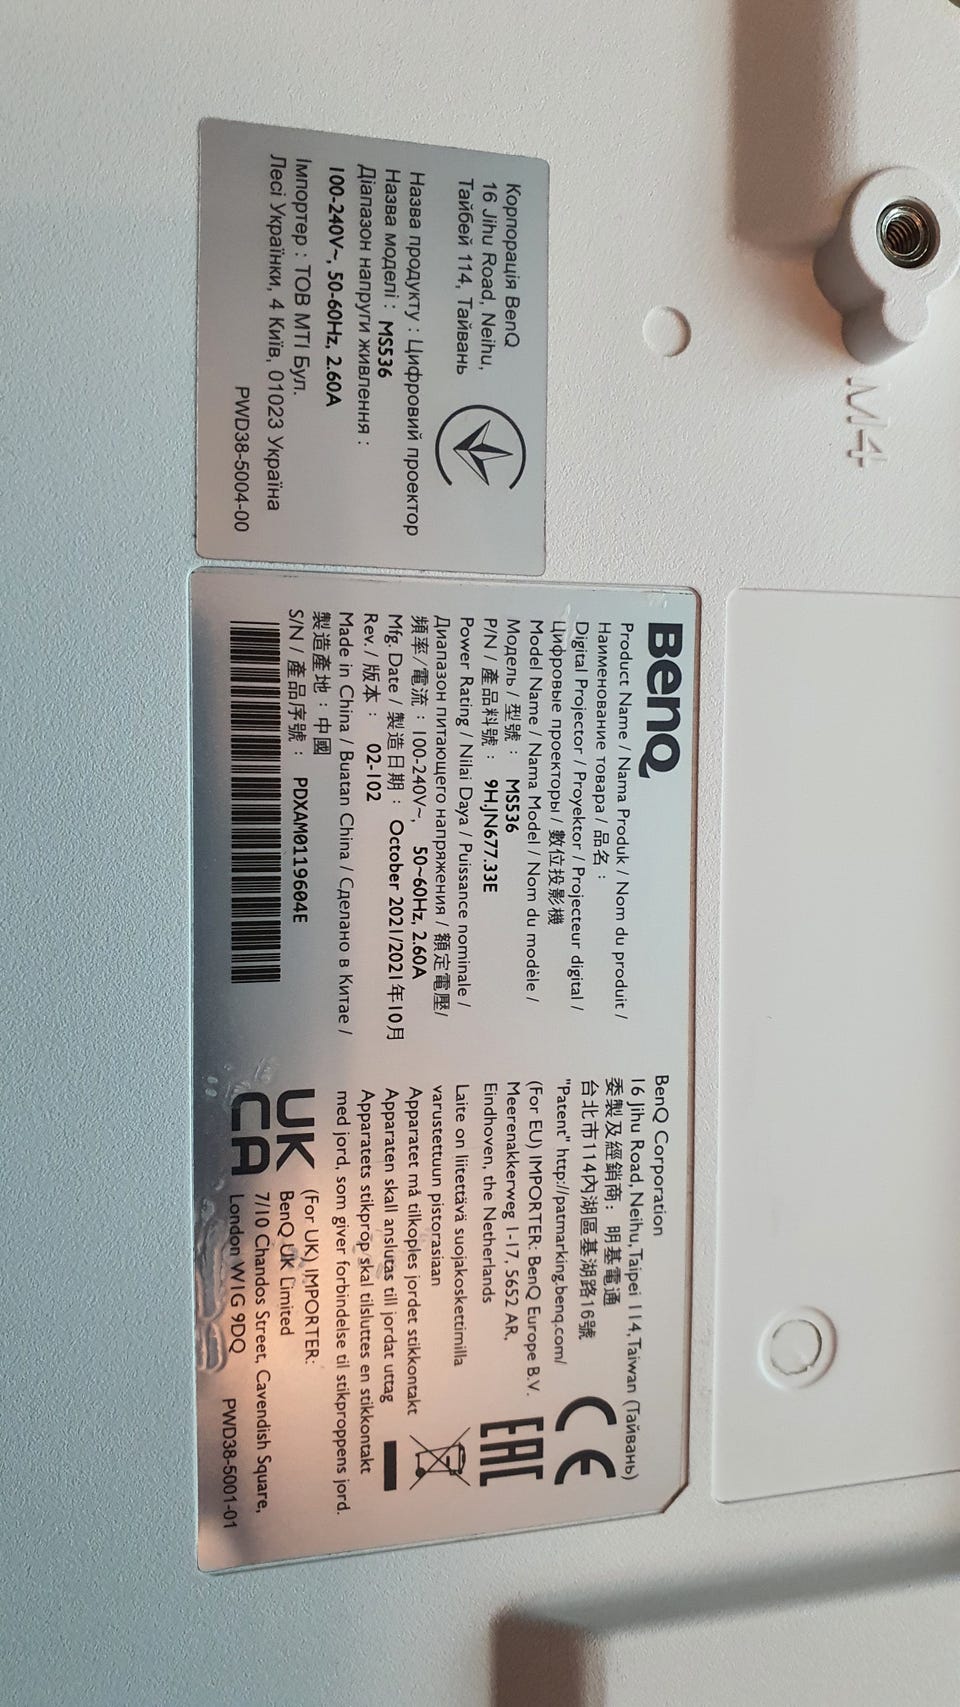 M4
Корпорація BenQ
16 Jihu Road, Neihu,
Тайбей 114, Тайвань
Назва продукту : Цифровий проектор
Назва моделі : MS536
Діапазон напруги живлення :
100-240V~, 50-60Hz, 2.60A
Імпортер : ТОВ МТІ Бул.
Лесі Українки, 4 Київ, 01023 Україна
PWD38-5004-00
BenQ
Product Name / Nama Produk / Nom du produit /
Наименование товара / 品名 :
Digital Projector / Proyektor / Projecteur digital /
Цифровые проекторы / 數位投影機
Model Name / Nama Model / Nom du modèle /
Модель / 型號 : MS536
P/N / 產品料號 : 9H.JN677.33E
Power Rating / Nilai Daya / Puissance nominale /
Диапазон питающего напряжения / 額定電壓/
頻率/電流 : 100-240V~, 50~60Hz, 2.60A
Mfg. Date / 製造日期 : October 2021/2021年10月
Rev. / 版本 : 02-102
Made in China / Buatan China / Сделано в Китае /
製造產地 : 中國
S/N / 產品序號 : PDXAM0119604E
BenQ Corporation
16 Jihu Road, Neihu, Taipei 114, Taiwan (Тайвань)
委製及經銷商: 明基電通
台北市114內湖區基湖路16號
"Patent" http://patmarking.benq.com/
(For EU) IMPORTER: BenQ Europe B.V.
Meerenakkerweg 1-17, 5652 AR,
Eindhoven, the Netherlands
Laite on liitettävä suojakoskettimilla
varustettuun pistorasiaan
Apparatet må tilkoples jordet stikkontakt
Apparaten skall anslutas till jordat uttag
Apparatets stikprop skal tilsluttes en stikkontakt
med jord, som giver forbindelse til stikproppens jord.
CE
EAC
UK
CA
(For UK) IMPORTER:
BenQ UK Limited
7/10 Chandos Street, Cavendish Square,
London W1G 9DQ
PWD38-5001-01